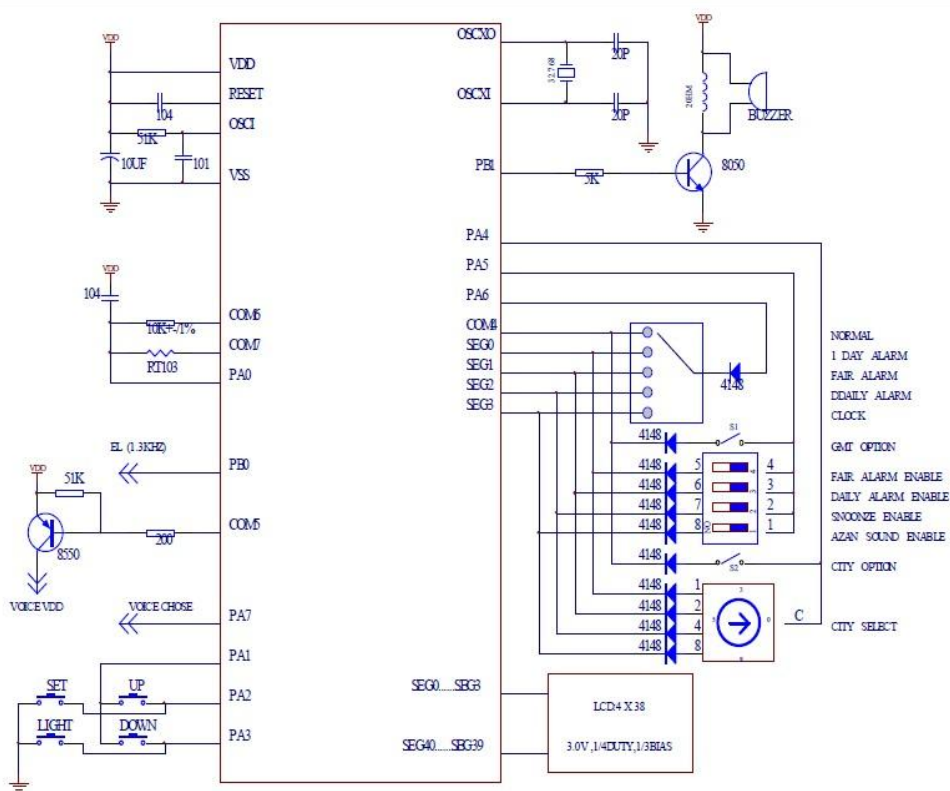 VDD
VDD
RESET
104
OSCI
51K
10UF
101
VSS
OSCXO
20P
32.768
OSCXI
20P
VDD
BUZZER
PB1
5K
8050
PA4
PA5
PA6
COM4
SEG0
SEG1
SEG2
SEG3
4148
NORMAL
1 DAY ALARM
FAIR ALARM
DDAILY ALARM
CLOCK
VDD
104
COM6
10K+-/1%
COM7
RT103
PA0
EL (1.3KHZ)
PB0
VDD
51K
COM5
200
8550
VOICE VDD
VOICE CHOSE
PA7
PA1
SET
UP
PA2
LIGHT
DOWN
PA3
4148
S1
GMT OPTION
4148 5 4
FAIR ALARM ENABLE
4148 6 3
DAILY ALARM ENABLE
4148 7 2
SNOONZE ENABLE
4148 8 1
AZAN SOUND ENABLE
4148
S2
CITY OPTION
4148 1
4148 2
4148 4
4148 8
C
CITY SELECT
SEG0......SEG3
SEG40......SEG39
LCD:4 X 38
3.0V,1/4DUTY,1/3BIAS